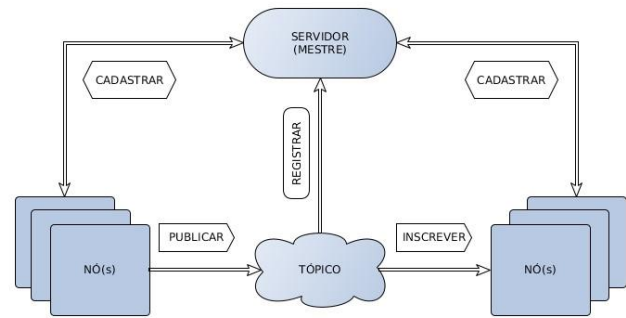 SERVIDOR
(MESTRE)
CADASTRAR
CADASTRAR
REGISTRAR
PUBLICAR
INSCREVER
NÓ(s)
TÓPICO
NÓ(s)